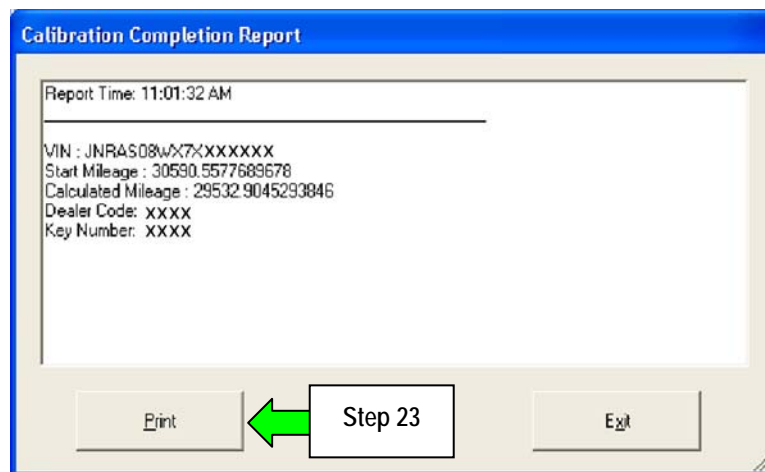 Calibration Completion Report
Report Time: 11:01:32 AM
VIN : JNRAS08WX7XXXXXXX
Start Mileage : 30590.5577689678
Calculated Mileage : 29532.9045293846
Dealer Code: XXXX
Key Number: XXXX
Print
Step 23
Exit